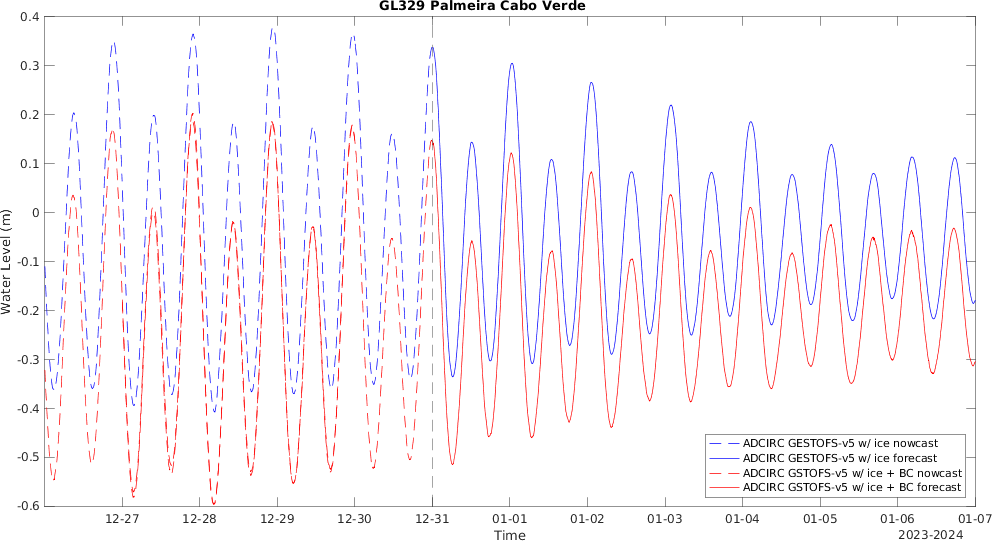 GL329 Palmeira Cabo Verde
0.4
0.3
0.2
0.1
0
-0.1
-0.2
-0.3
-0.4
-0.5
-0.6
Water Level (m)
ADCIRC GESTOFS-v5 w/ ice nowcast
ADCIRC GESTOFS-v5 w/ ice forecast
ADCIRC GSTOFS-v5 w/ ice + BC nowcast
ADCIRC GSTOFS-v5 w/ ice + BC forecast
12-27 12-28 12-29 12-30 12-31 01-01 01-02 01-03 01-04 01-05 01-06 01-07
Time
2023-2024